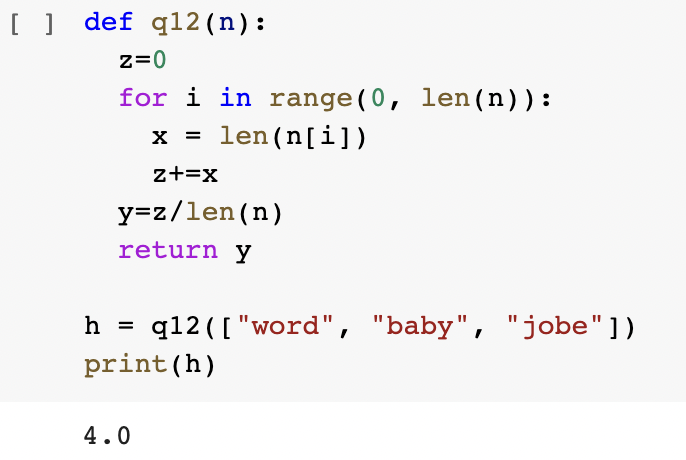 [ ] def q12(n):
  z=0
  for i in range(0, len(n)):
    x = len(n[i])
    z+=x
  y=z/len(n)
  return y
h = q12(["word", "baby", "jobe"])
print(h)
4.0